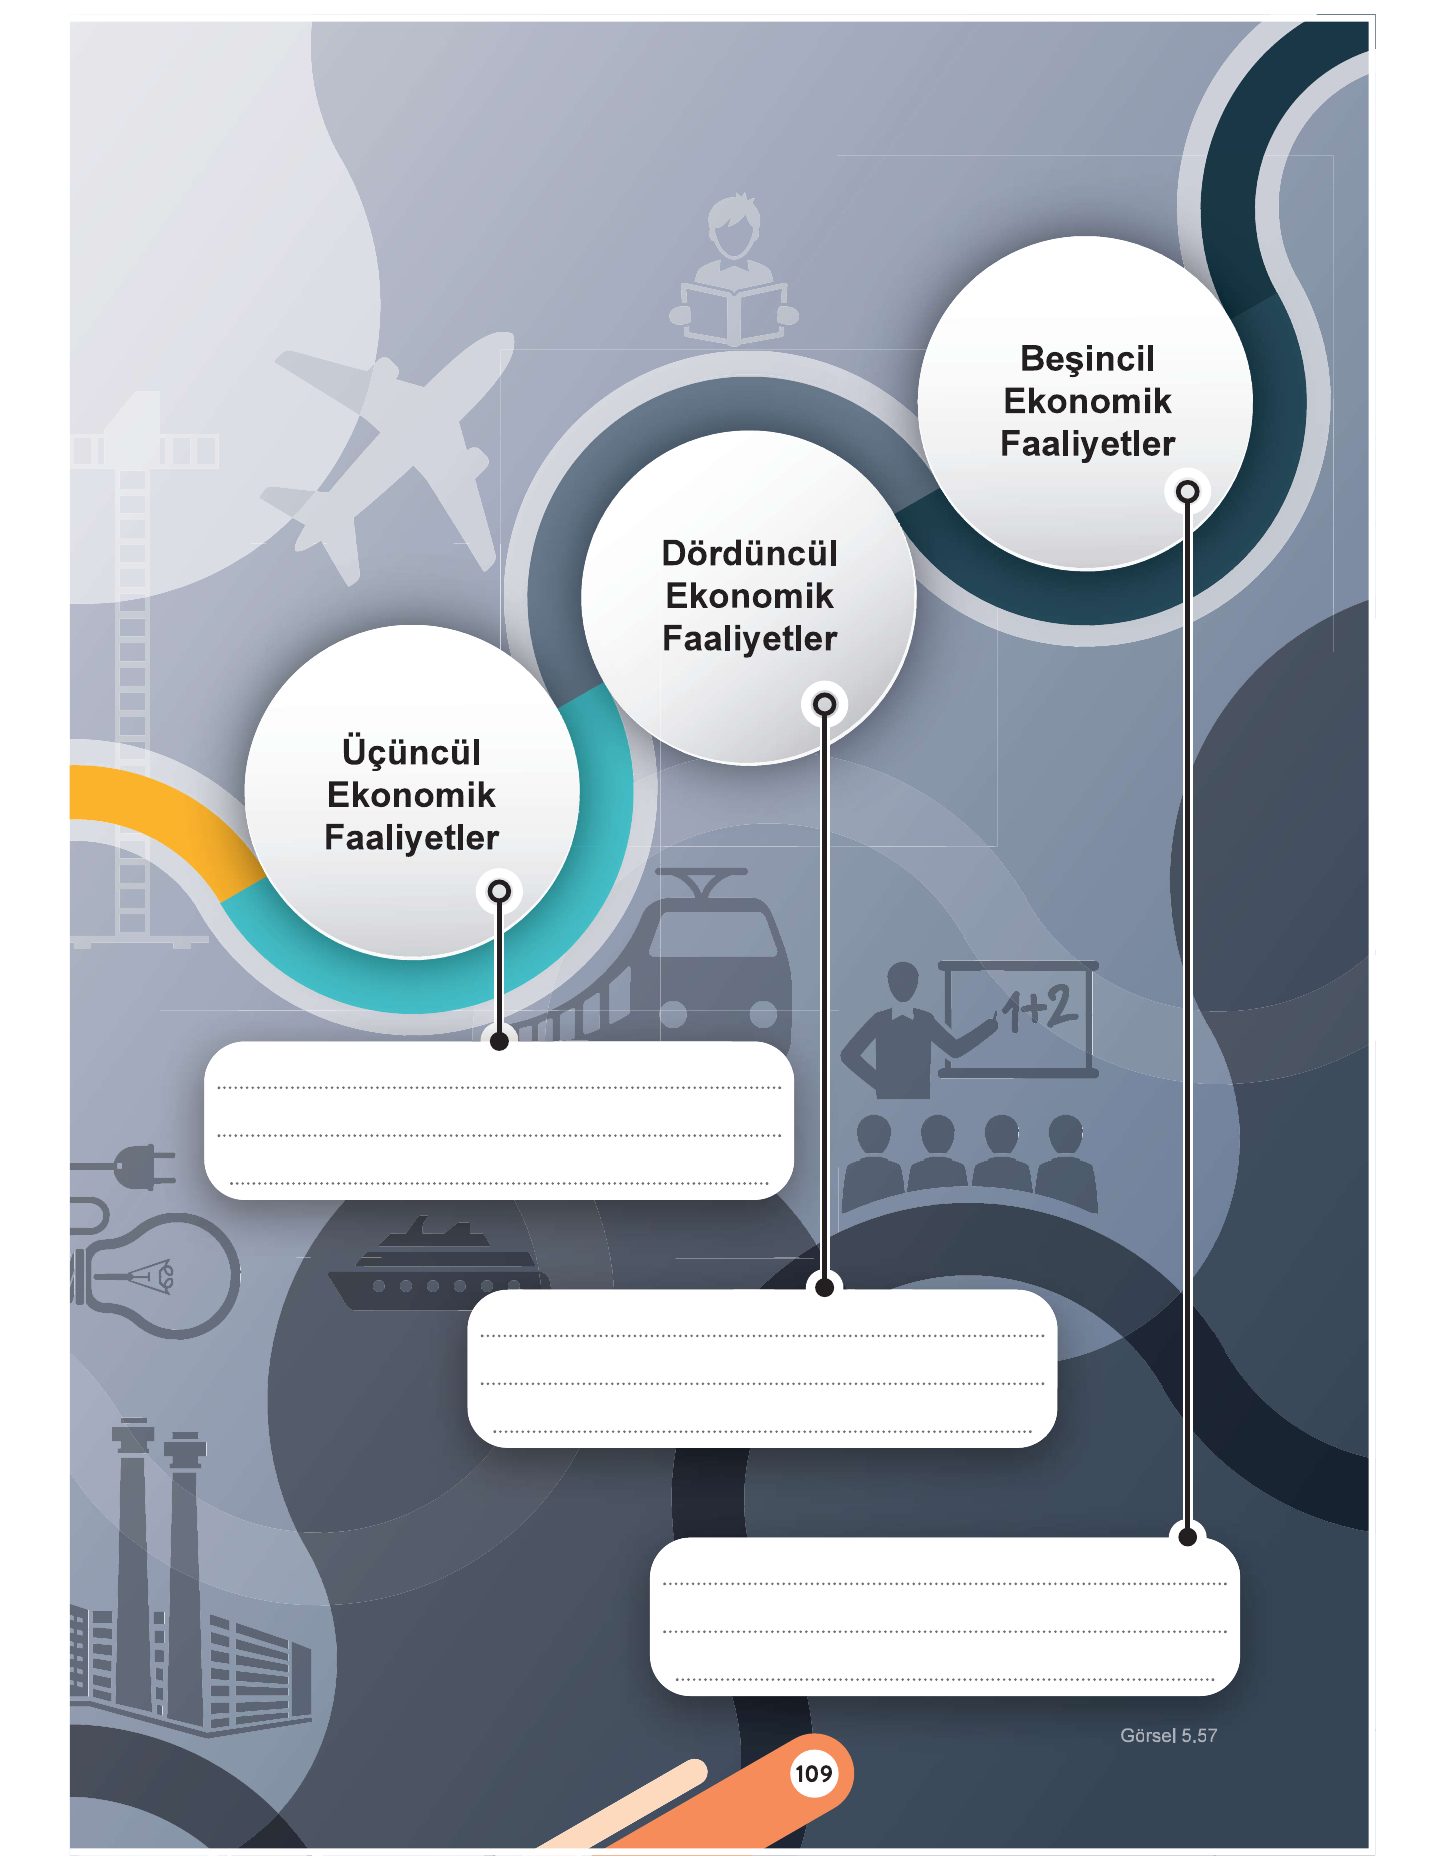 Beşincil
Ekonomik
Faaliyetler
Dördüncül
Ekonomik
Faaliyetler
Üçüncül
Ekonomik
Faaliyetler
1+2
Görsel 5.57
109